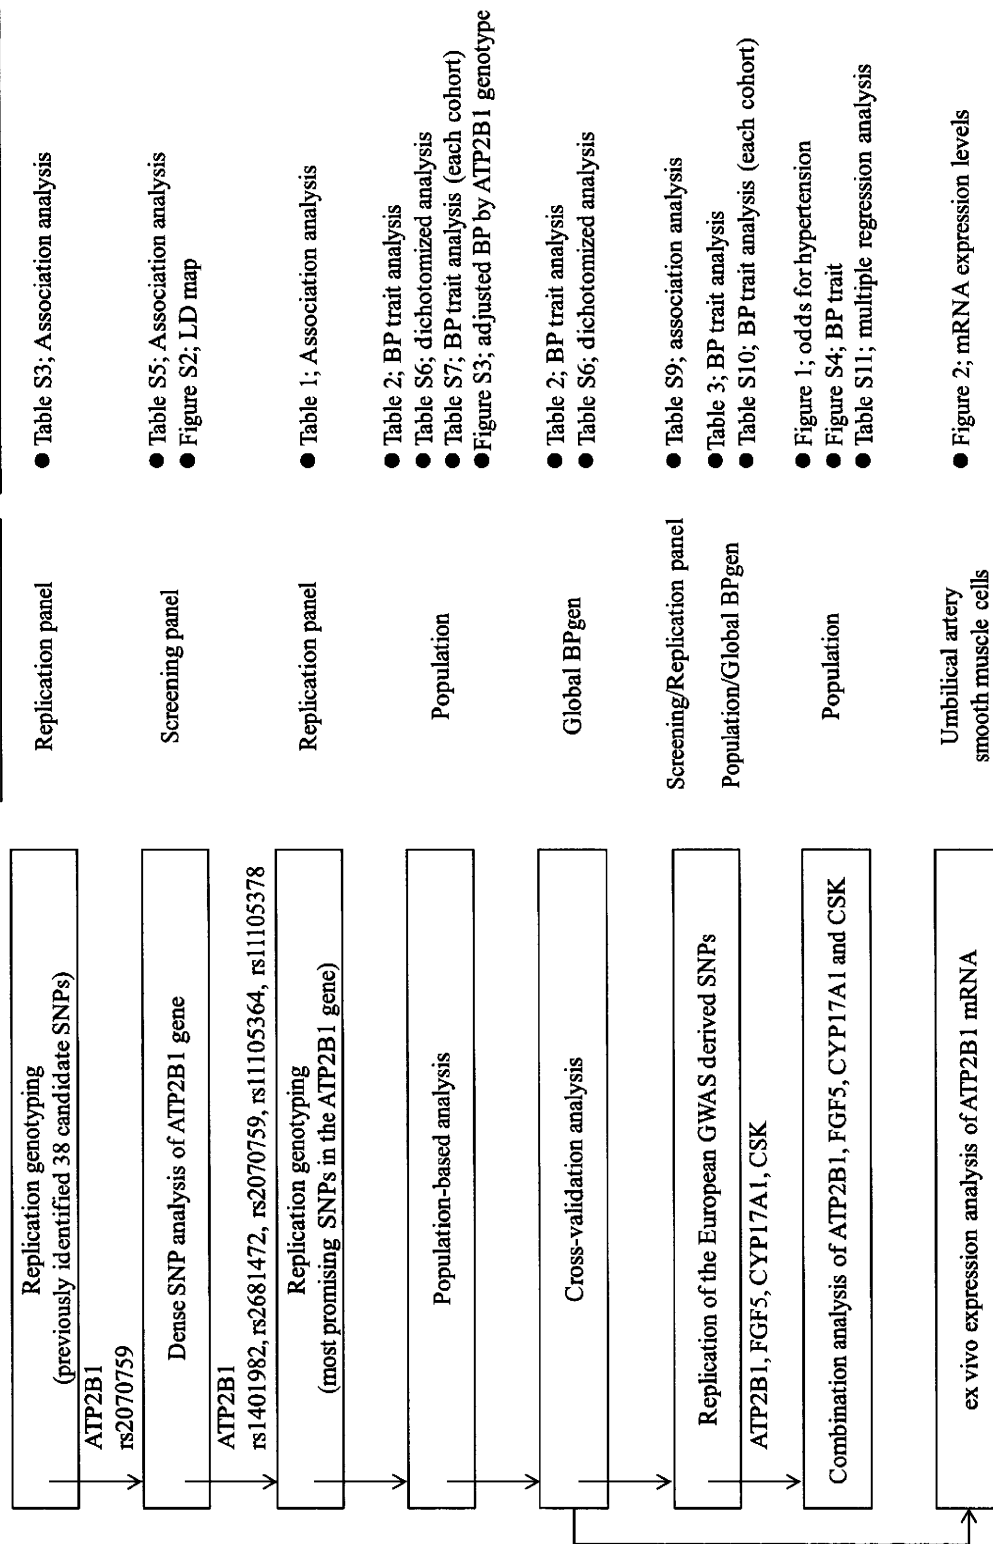 Replication genotyping
(previously identified 38 candidate SNPs)
Replication panel
● Table S3; Association analysis
ATP2B1
rs2070759
Dense SNP analysis of ATP2B1 gene
Screening panel
● Table S5; Association analysis
● Figure S2; LD map
ATP2B1
rs1401982, rs2681472, rs2070759, rs11105364, rs11105378
Replication genotyping
(most promising SNPs in the ATP2B1 gene)
Replication panel
● Table 1; Association analysis
Population-based analysis
Population
● Table 2; BP trait analysis
● Table S6; dichotomized analysis
● Table S7; BP trait analysis (each cohort)
●Figure S3; adjusted BP by ATP2B1 genotype
Cross-validation analysis
Global BPgen
● Table 2; BP trait analysis
● Table S6; dichotomized analysis
Replication of the European GWAS derived SNPs
Screening/Replication panel
Population/Global BPgen
● Table S9; association analysis
●Table 3; BP trait analysis
● Table S10; BP trait analysis (each cohort)
ATP2B1, FGF5, CYP17A1, CSK
Combination analysis of ATP2B1, FGF5, CYP17A1 and CSK
Population
● Figure 1; odds for hypertension
● Figure S4; BP trait
● Table S11; multiple regression analysis
ex vivo expression analysis of ATP2B1 mRNA
Umbilical artery
smooth muscle cells
● Figure 2; mRNA expression levels